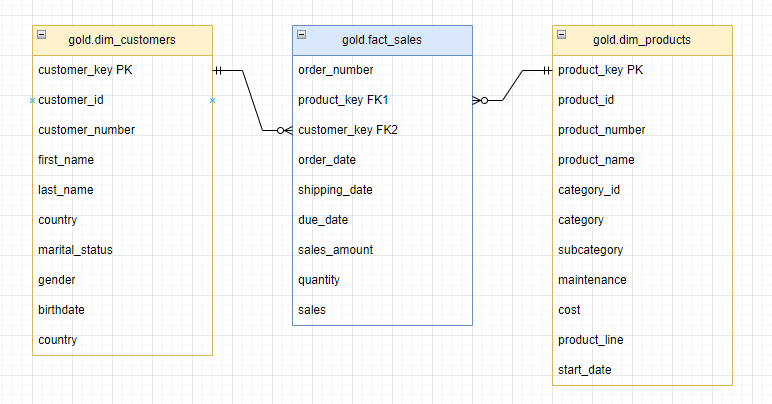 gold.dim_customers
customer_key PK
customer_id
customer_number
first_name
last_name
country
marital_status
gender
birthdate
country
gold.fact_sales
order_number
product_key FK1
customer_key FK2
order_date
shipping_date
due_date
sales_amount
quantity
sales
gold.dim_products
product_key PK
product_id
product_number
product_name
category_id
category
subcategory
maintenance
cost
product_line
start_date